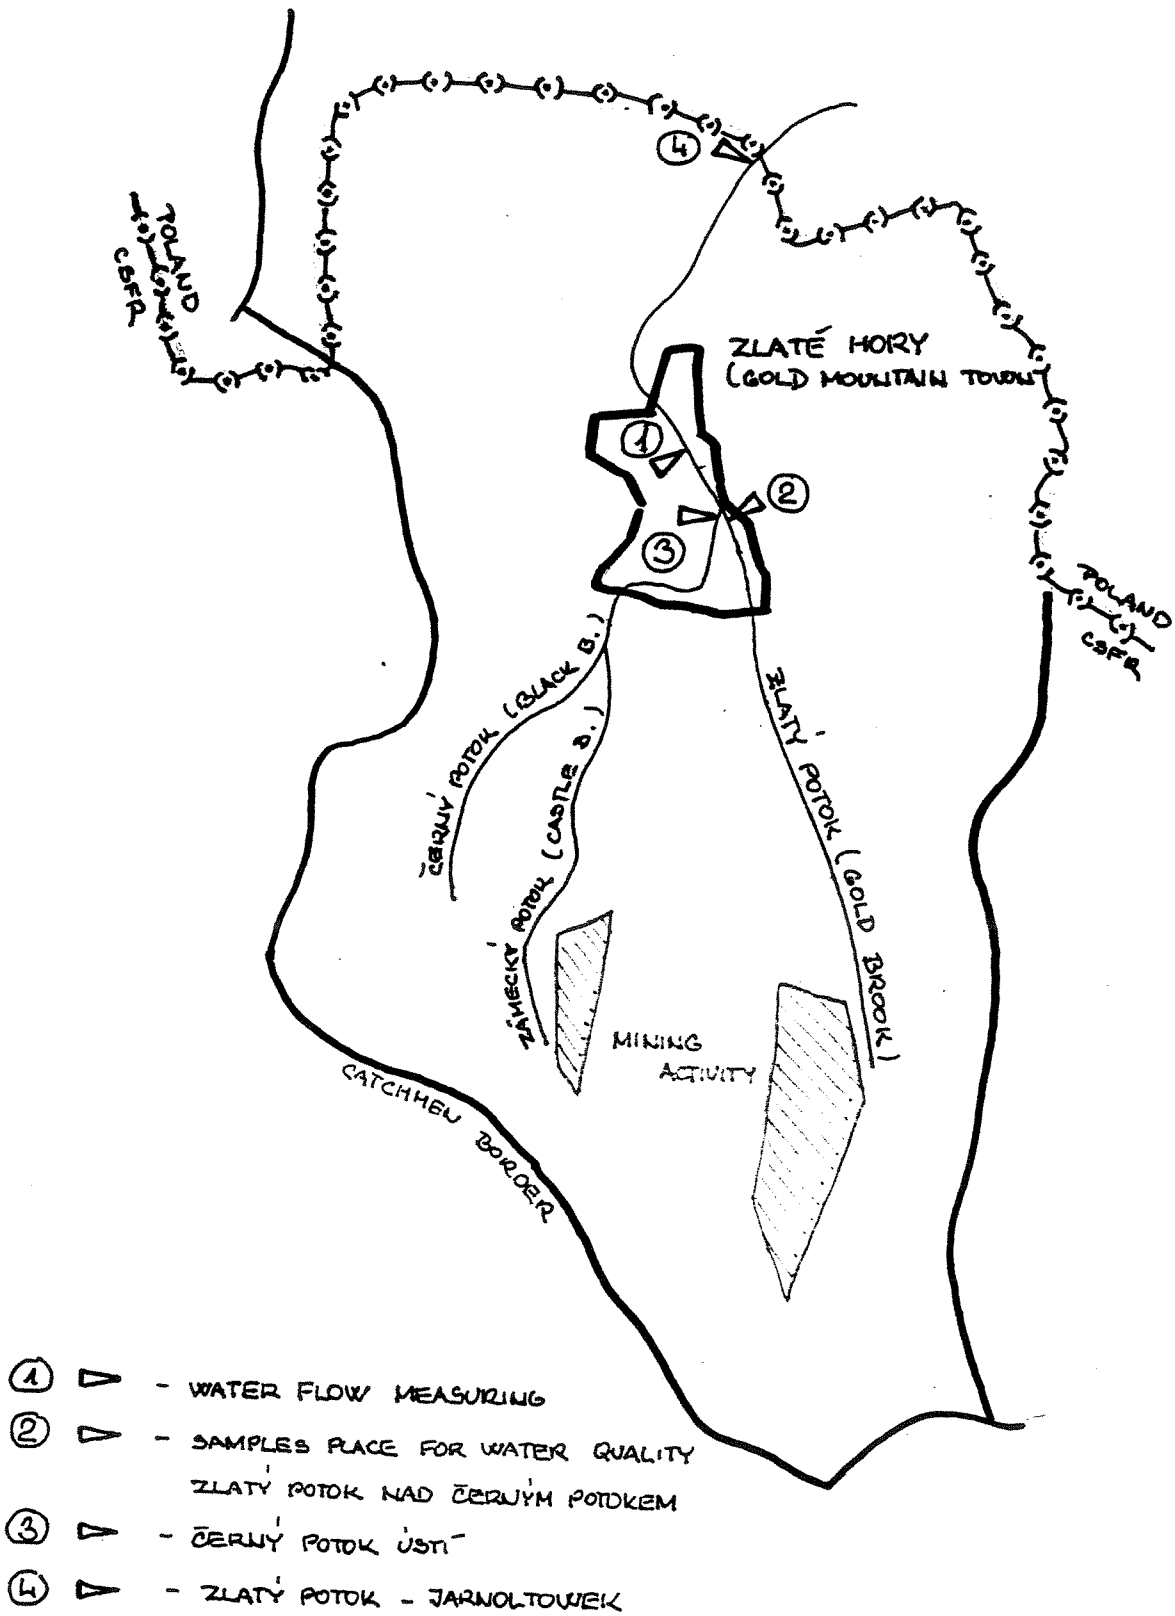 4
POLAND
CSFR
ZLATÉ HORY
(GOLD MOUNTAIN TOWN)
1
2
3
POLAND
CSFR
ČERNÝ POTOK (BLACK B.)
ZÁMECKÝ POTOK (CASTLE B.)
ZLATÝ POTOK (GOLD BROOK)
MINING
ACTIVITY
CATCHMEN BORDER
1 - WATER FLOW MEASURING
2 - SAMPLES PLACE FOR WATER QUALITY
ZLATÝ POTOK NAD ČERNÝM POTOKEM
3 - ČERNÝ POTOK ÚSTÍ
4 - ZLATÝ POTOK - JARNOLTOWEK